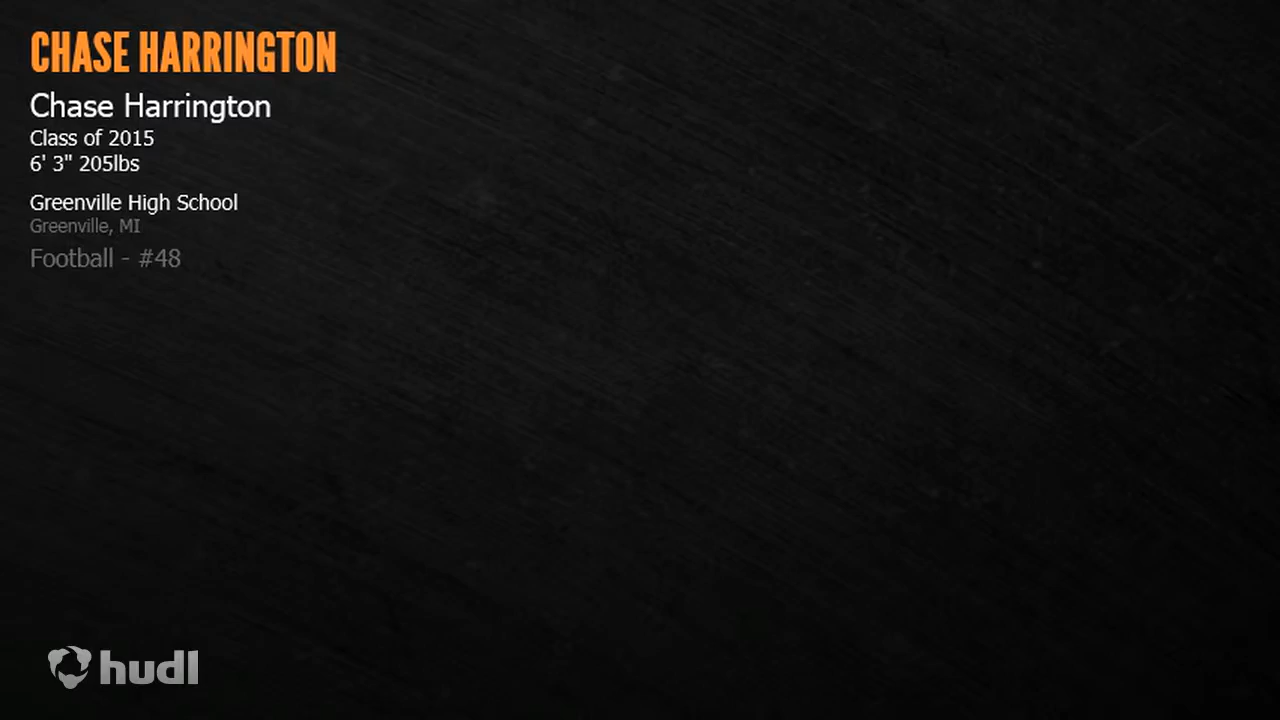 CHASE HARRINGTON
Chase Harrington
Class of 2015
6' 3" 205lbs
Greenville High School
Greenville, MI
Football - #48
hudl